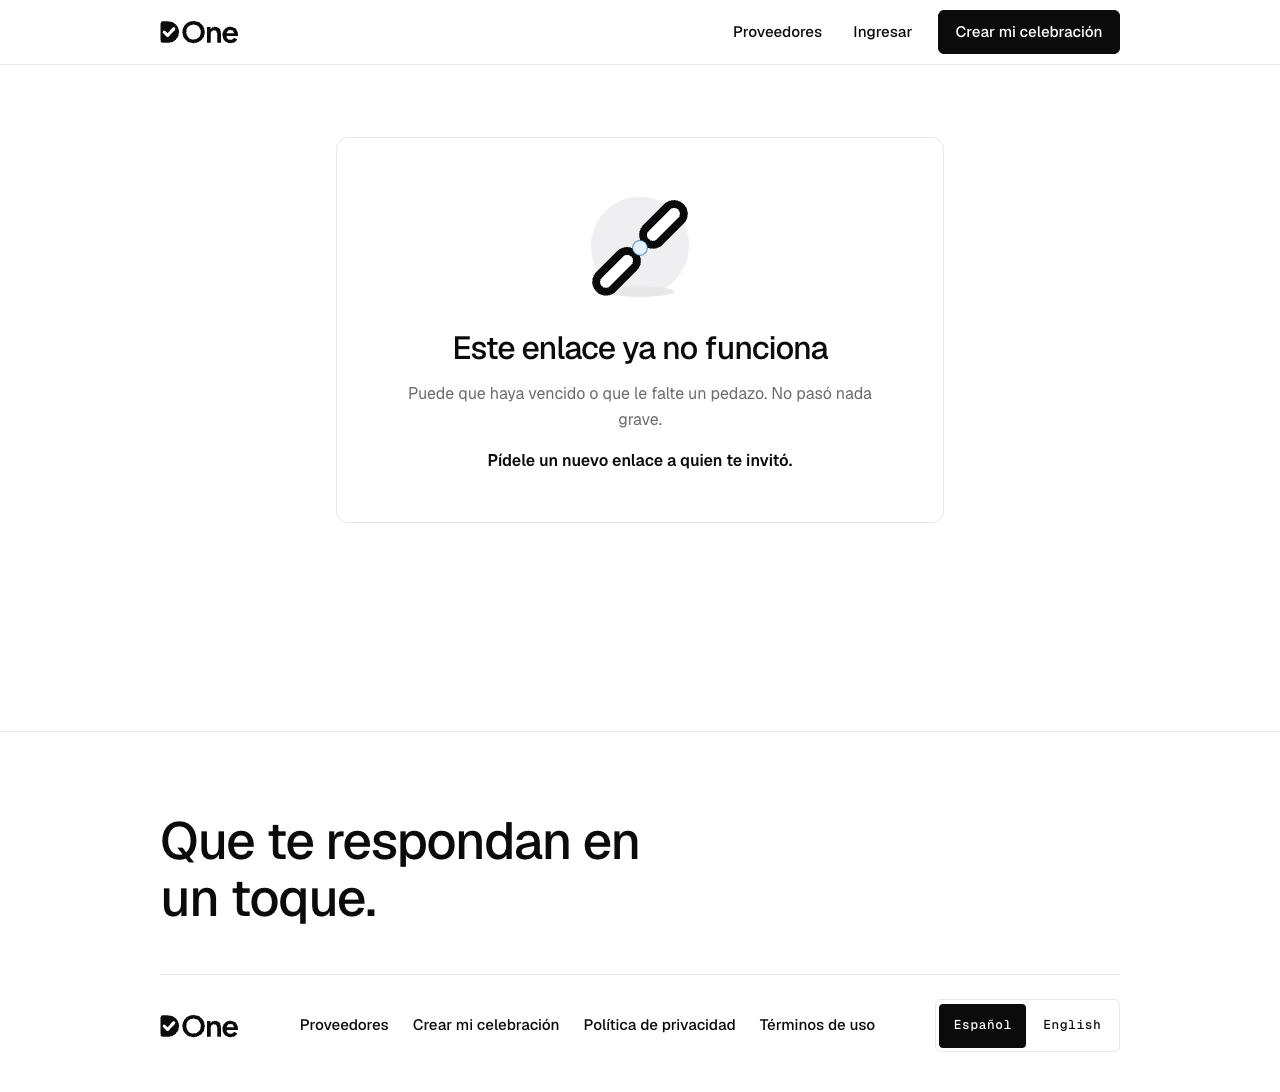 DOne
Proveedores
Ingresar
Crear mi celebración
Este enlace ya no funciona
Puede que haya vencido o que le falte un pedazo. No pasó nada
grave.
Pídele un nuevo enlace a quien te invitó.
Que te respondan en
un toque.
DOne
Proveedores
Crear mi celebración
Política de privacidad
Términos de uso
Español
English